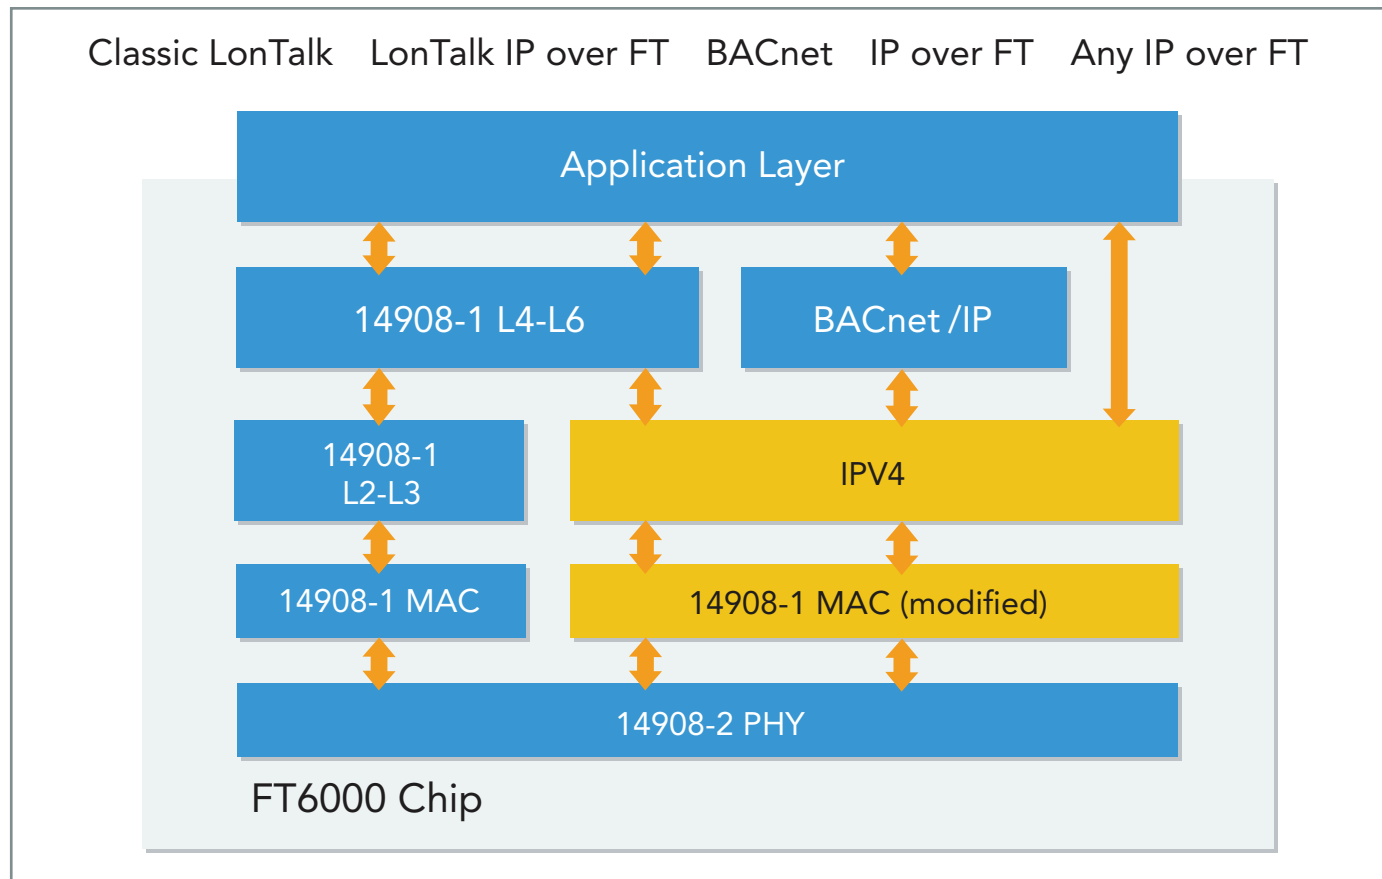 Classic LonTalk LonTalk IP over FT BACnet IP over FT Any IP over FT
Application Layer
14908-1 L4-L6
BACnet /IP
14908-1
L2-L3
IPV4
14908-1 MAC
14908-1 MAC (modified)
14908-2 PHY
FT6000 Chip